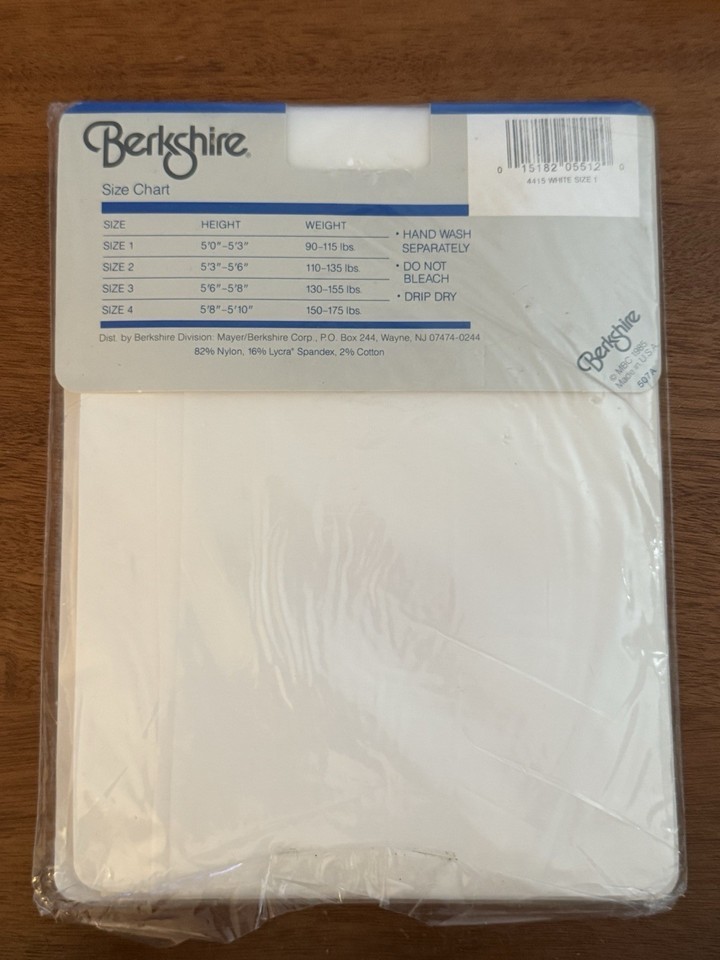 Berkshire®
Size Chart
SIZE HEIGHT WEIGHT
SIZE 1 5'0"-5'3" 90-115 lbs.
SIZE 2 5'3"-5'6" 110-135 lbs.
SIZE 3 5'6"-5'8" 130-155 lbs.
SIZE 4 5'8"-5'10" 150-175 lbs.
• HAND WASH
SEPARATELY
• DO NOT
BLEACH
• DRIP DRY
Dist. by Berkshire Division: Mayer/Berkshire Corp., P.O. Box 244, Wayne, NJ 07474-0244
82% Nylon, 16% Lycra® Spandex, 2% Cotton
0 15182 05512 0
4415 WHITE SIZE 1
Berkshire
© MBC 1985
Made in U.S.A.
507A